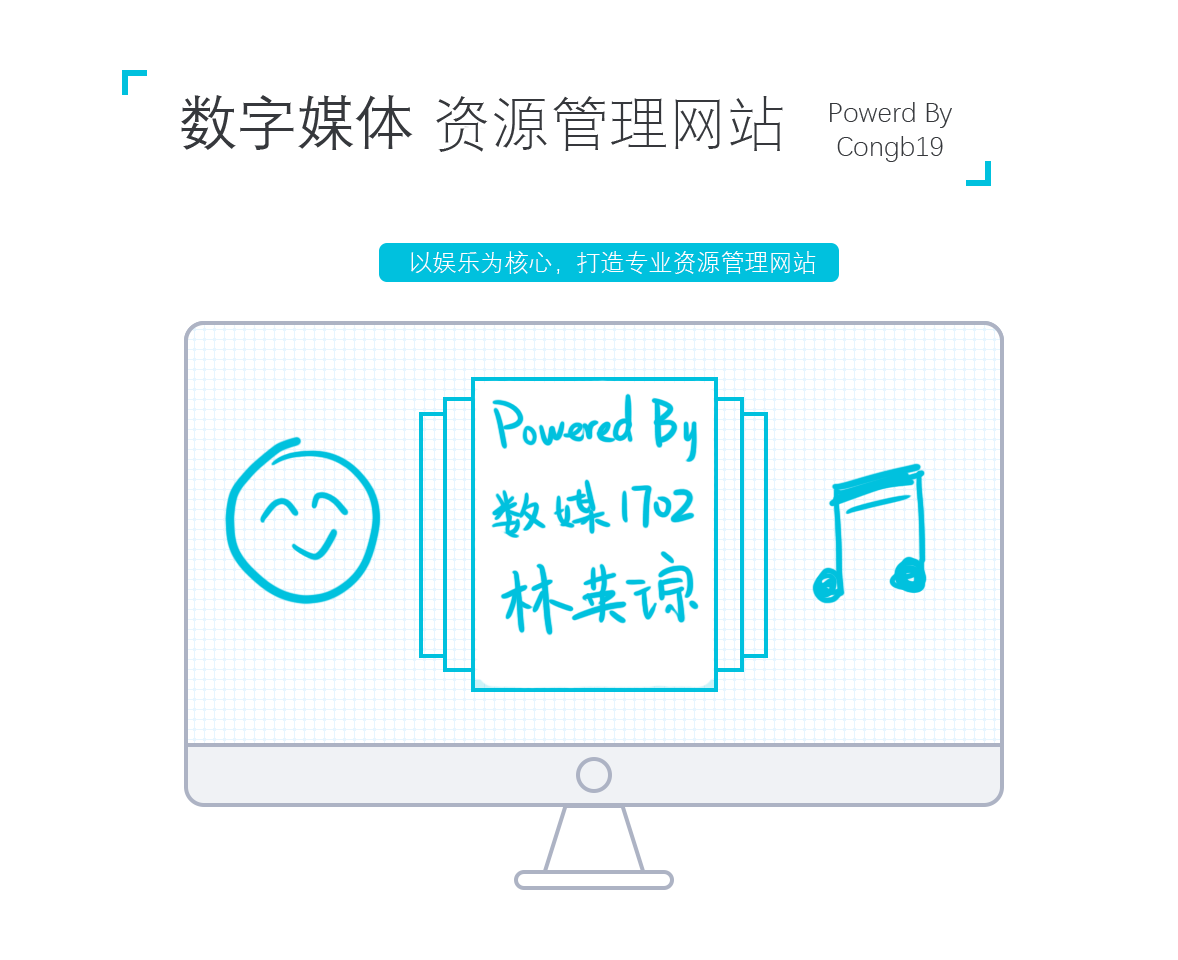 数字媒体 资源管理网站
Powerd By
Congb19
以娱乐为核心，打造专业资源管理网站
Powered By
数媒1702
林英谅